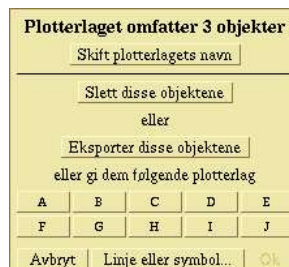 Plotterlaget omfatter 3 objekter
Skift plotterlagets navn
Slett disse objektene
eller
Eksporter disse objektene
eller gi dem følgende plotterlag
A B C D E
F G H I J
Avbryt Linje eller symbol... Ok